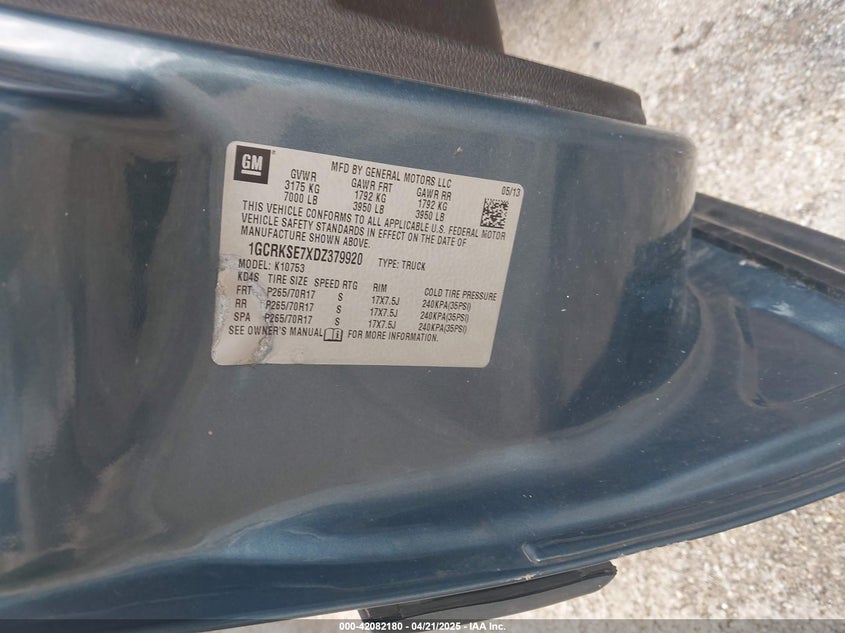 GM
MFD BY GENERAL MOTORS LLC
05/13
GVWR GAWR FRT GAWR RR
3175 KG 1792 KG 1792 KG
7000 LB 3950 LB 3950 LB
THIS VEHICLE CONFORMS TO ALL APPLICABLE U.S. FEDERAL MOTOR
VEHICLE SAFETY STANDARDS IN EFFECT ON THE DATE OF
MANUFACTURE SHOWN ABOVE.
1GCRKSE7XDZ379920 TYPE: TRUCK
MODEL: K10753
KD4S TIRE SIZE SPEED RTG RIM COLD TIRE PRESSURE
FRT P265/70R17 S 17X7.5J 240KPA(35PSI)
RR P265/70R17 S 17X7.5J 240KPA(35PSI)
SPA P265/70R17 S 17X7.5J 240KPA(35PSI)
SEE OWNER'S MANUAL FOR MORE INFORMATION.
000-42082180 - 04/21/2025 - IAA Inc.